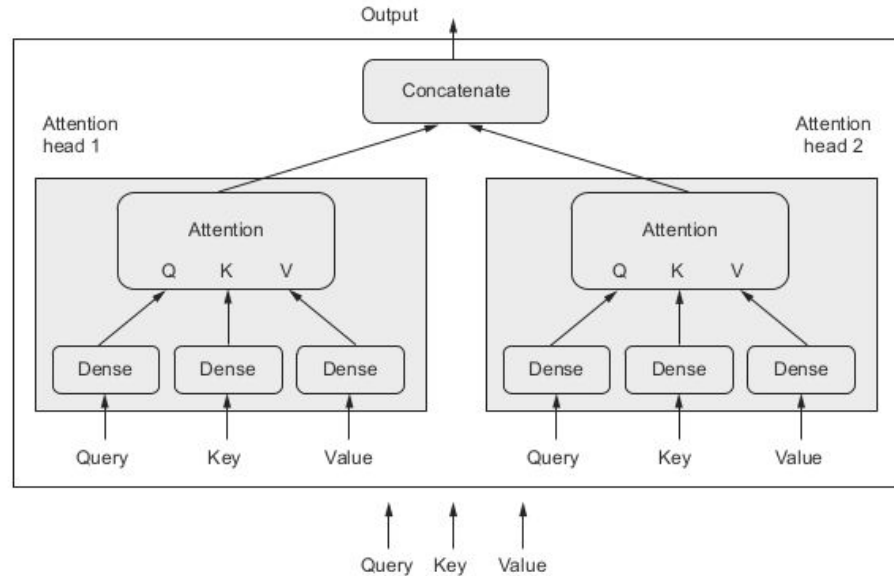 Output
Concatenate
Attention
head 1
Attention
head 2
Attention
Q K V
Attention
Q K V
Dense Dense Dense
Dense Dense Dense
Query Key Value
Query Key Value
Query Key Value